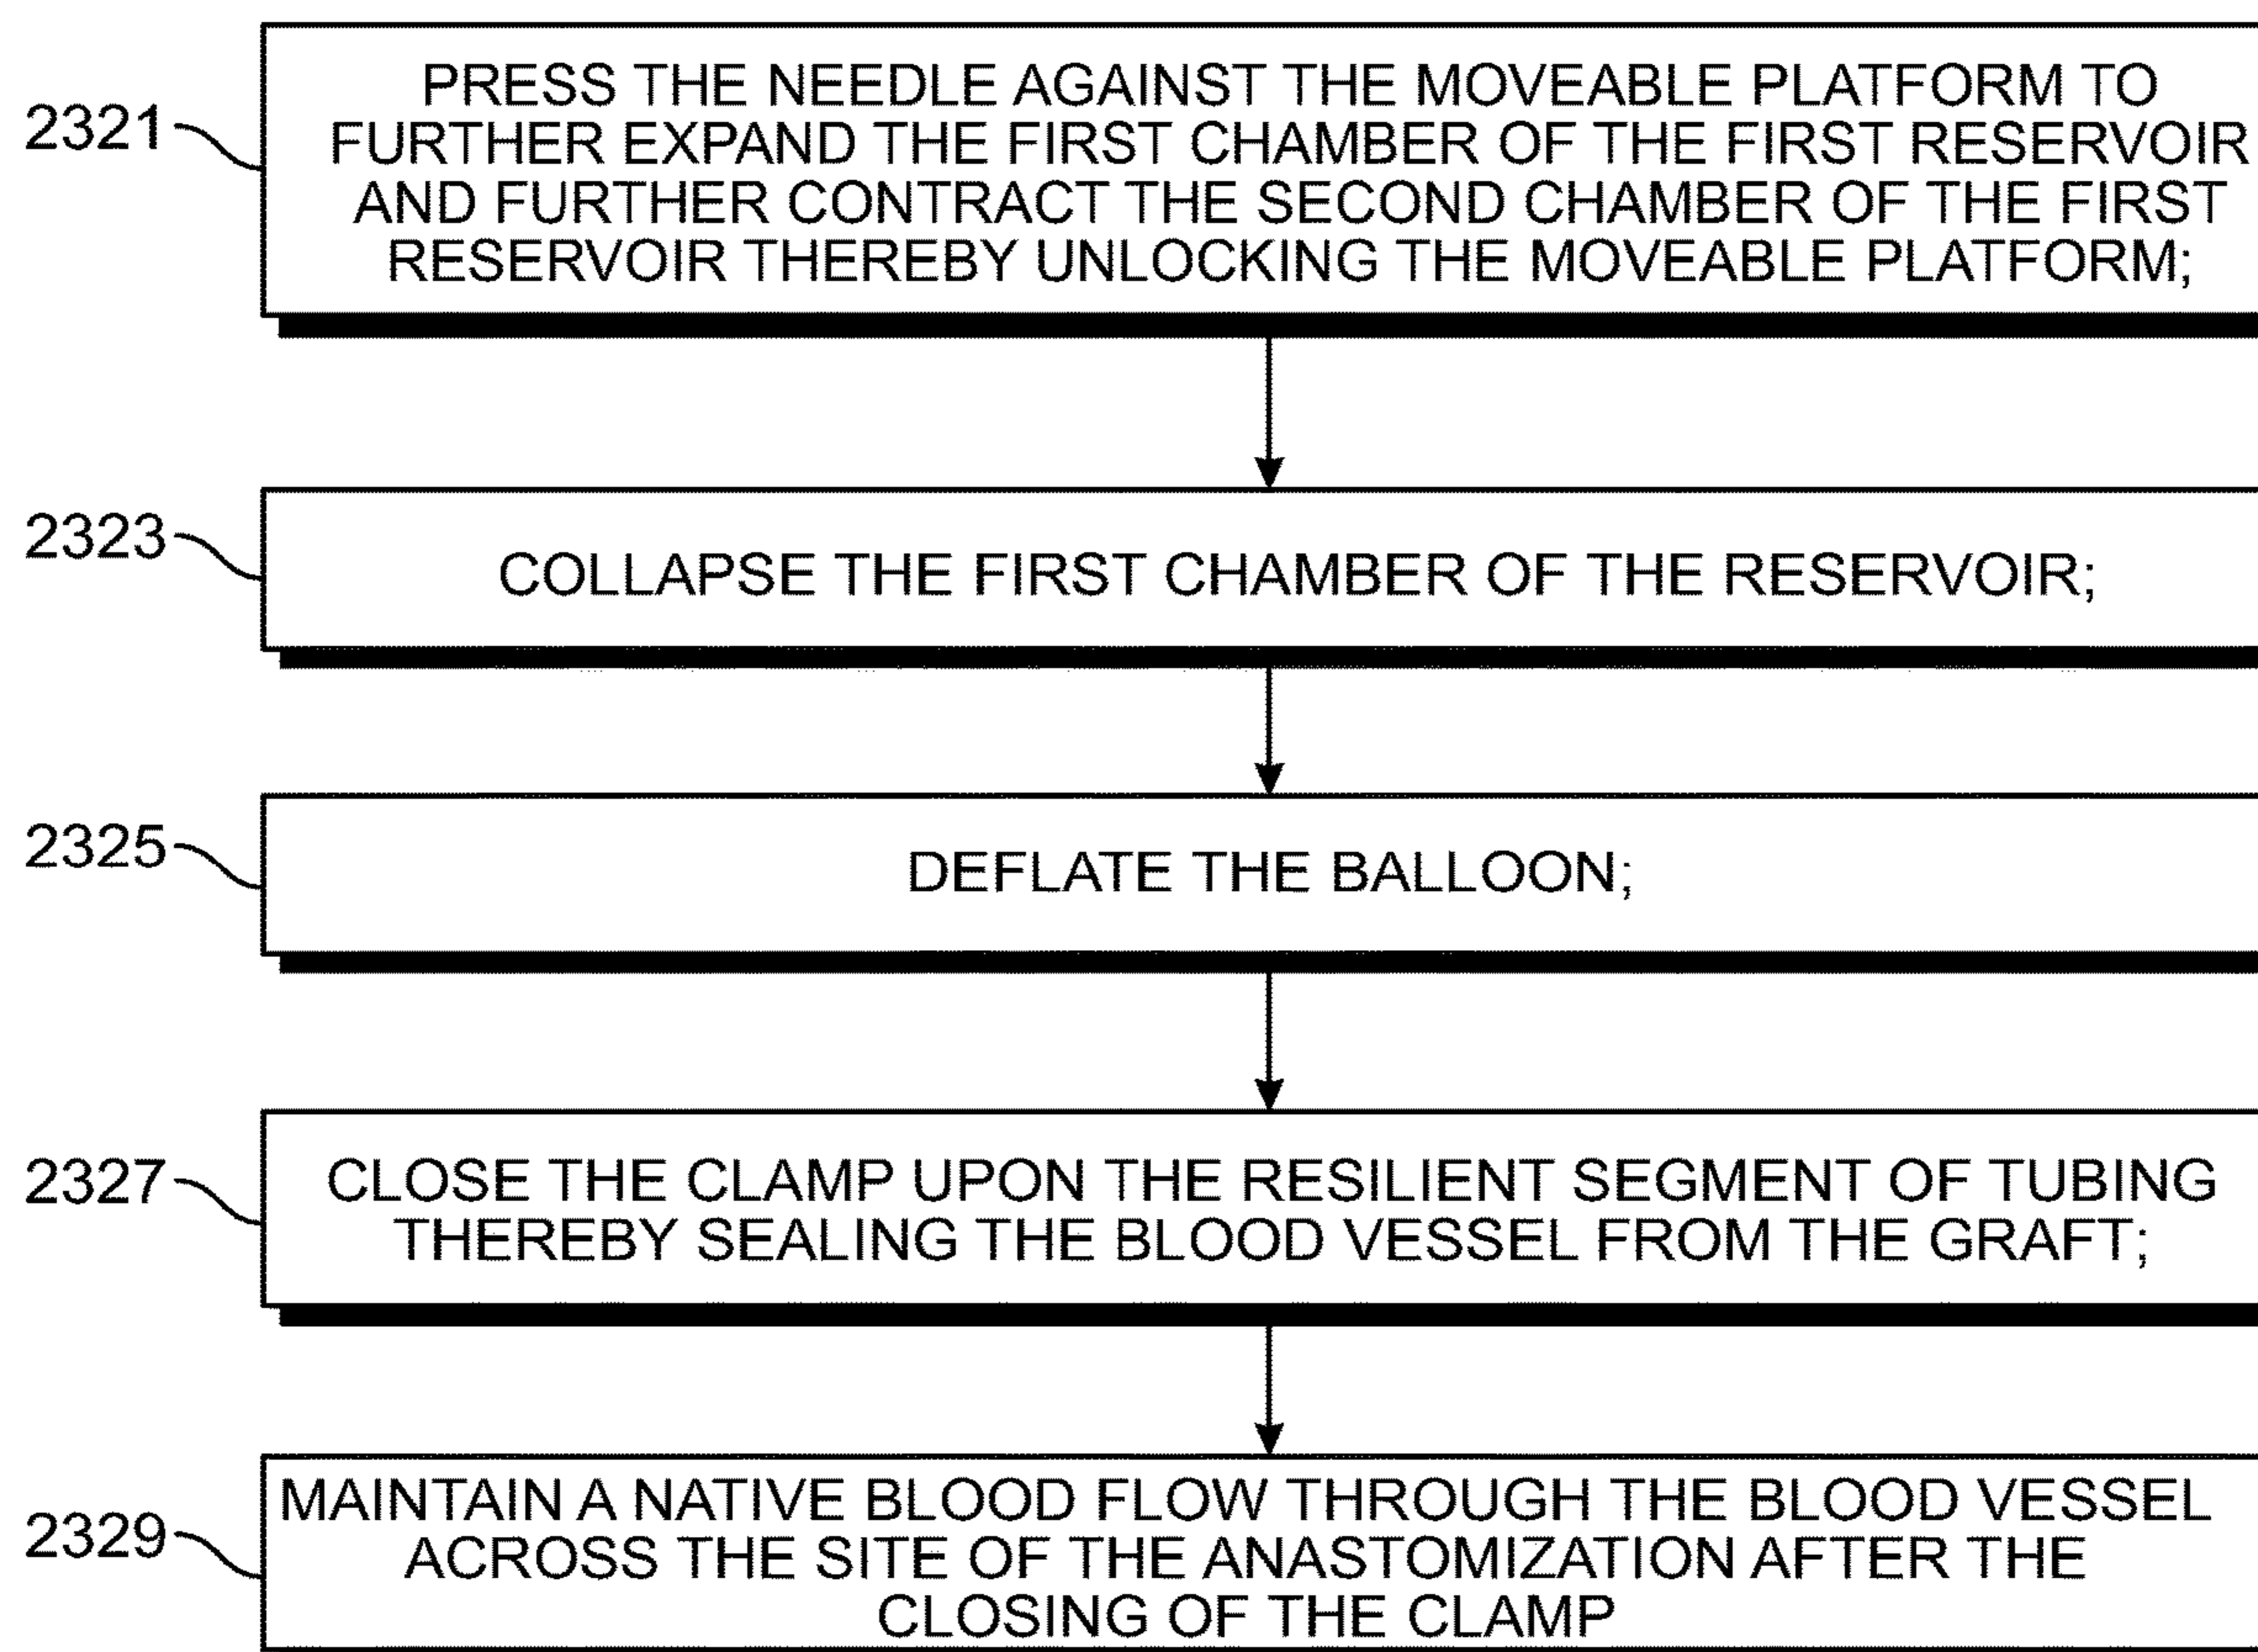 2321
PRESS THE NEEDLE AGAINST THE MOVEABLE PLATFORM TO
FURTHER EXPAND THE FIRST CHAMBER OF THE FIRST RESERVOIR
AND FURTHER CONTRACT THE SECOND CHAMBER OF THE FIRST
RESERVOIR THEREBY UNLOCKING THE MOVEABLE PLATFORM;
2323
COLLAPSE THE FIRST CHAMBER OF THE RESERVOIR;
2325
DEFLATE THE BALLOON;
2327
CLOSE THE CLAMP UPON THE RESILIENT SEGMENT OF TUBING
THEREBY SEALING THE BLOOD VESSEL FROM THE GRAFT;
2329
MAINTAIN A NATIVE BLOOD FLOW THROUGH THE BLOOD VESSEL
ACROSS THE SITE OF THE ANASTOMIZATION AFTER THE
CLOSING OF THE CLAMP